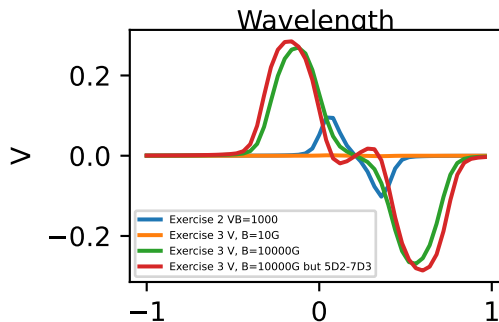 Wavelength
0.2
0.0
−0.2
V
Exercise 2 VB=1000
Exercise 3 V, B=10G
Exercise 3 V, B=10000G
Exercise 3 V, B=10000G but 5D2-7D3
−1
0
1